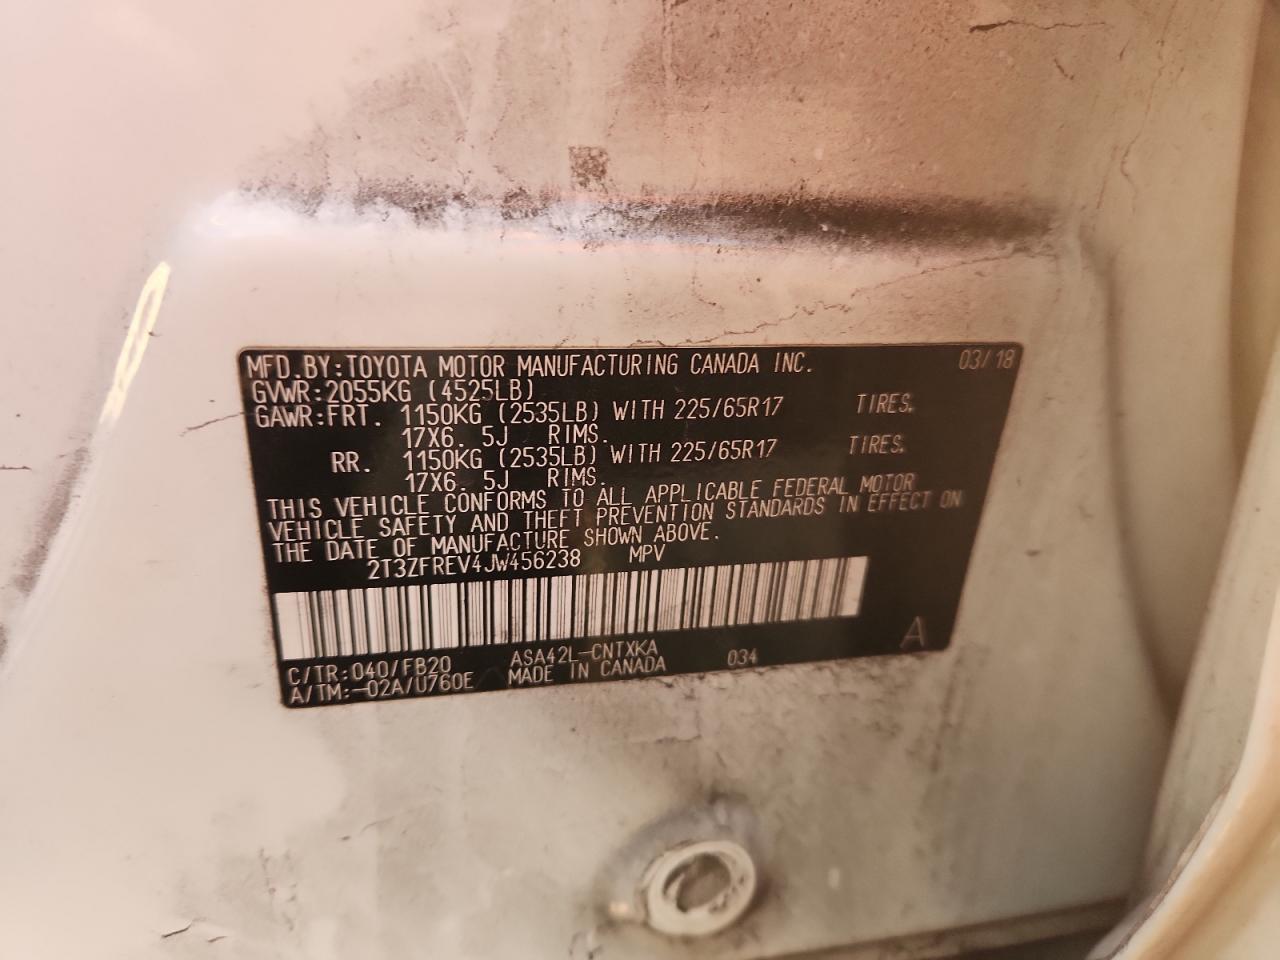 MFD.BY:TOYOTA MOTOR MANUFACTURING CANADA INC. 03/18
GVWR:2055KG (4525LB)
GAWR:FRT. 1150KG (2535LB) WITH 225/65R17 TIRES.
17X6. 5J RIMS.
RR. 1150KG (2535LB) WITH 225/65R17 TIRES.
17X6. 5J RIMS.
THIS VEHICLE CONFORMS TO ALL APPLICABLE FEDERAL MOTOR
VEHICLE SAFETY AND THEFT PREVENTION STANDARDS IN EFFECT ON
THE DATE OF MANUFACTURE SHOWN ABOVE.
2T3ZFREV4JW456238 MPV
C/TR:040/FB20 ASA42L-CNTXKA 034 A
A/TM:-02A/U760E MADE IN CANADA